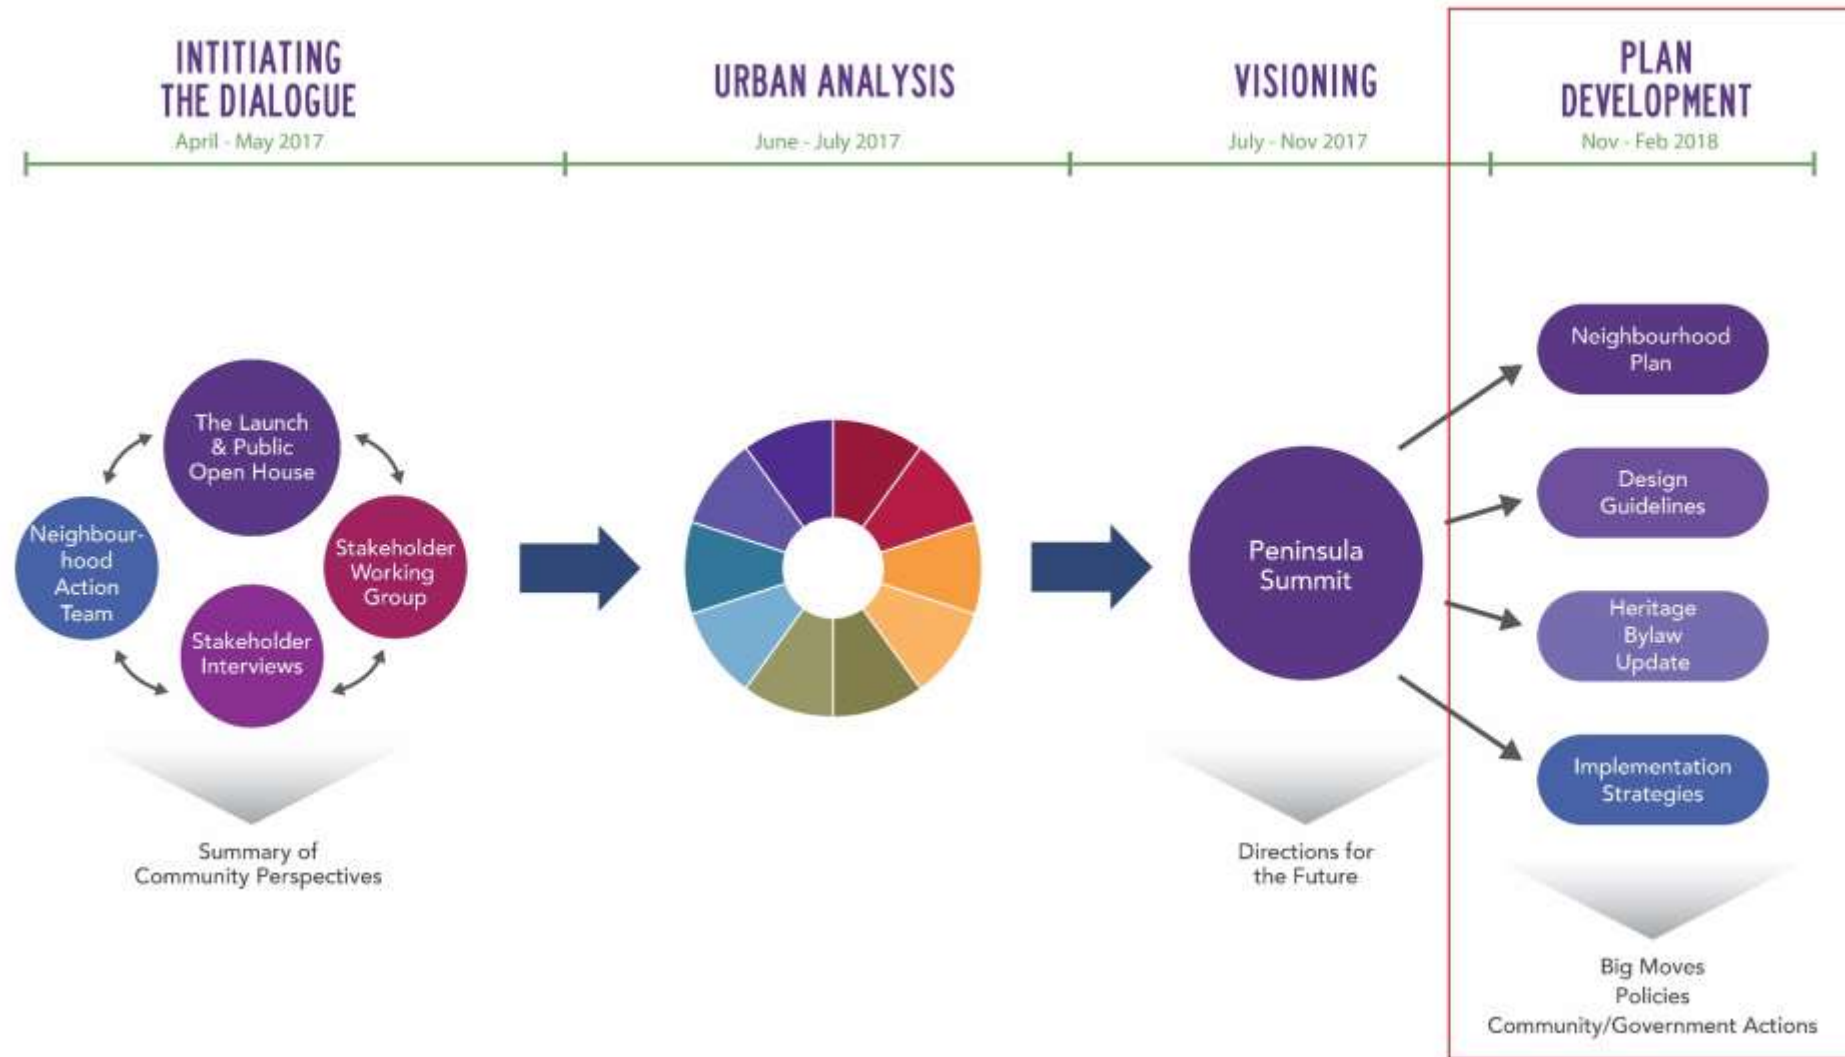 INTITIATING
THE DIALOGUE
April - May 2017
URBAN ANALYSIS
June - July 2017
VISIONING
July - Nov 2017
PLAN
DEVELOPMENT
Nov - Feb 2018
The Launch
& Public
Open House
Neighbour-
hood
Action
Team
Stakeholder
Working
Group
Stakeholder
Interviews
Summary of
Community Perspectives
Peninsula
Summit
Directions for
the Future
Neighbourhood
Plan
Design
Guidelines
Heritage
Bylaw
Update
Implementation
Strategies
Big Moves
Policies
Community/Government Actions